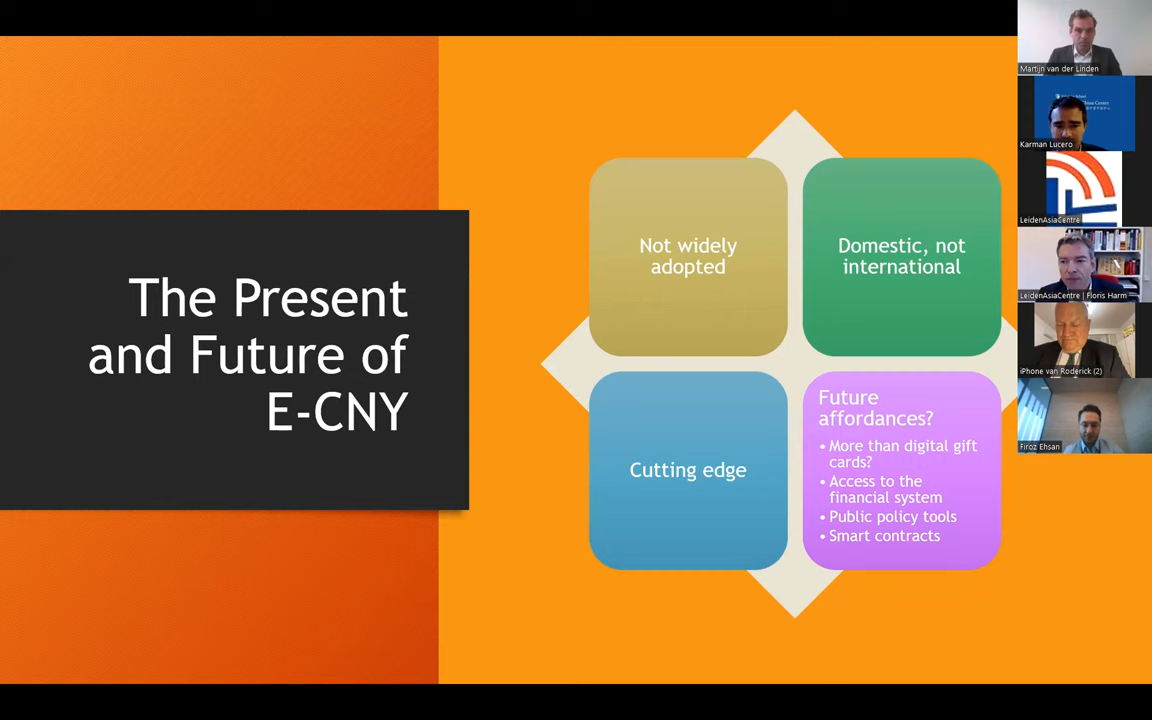 The Present
and Future of
E-CNY
Not widely
adopted
Domestic, not
international
Cutting edge
Future
affordances?
• More than digital gift
cards?
• Access to the
financial system
• Public policy tools
• Smart contracts
Martijn van der Linden
China Center
Karman Lucero
LeidenAsiaCentre
LeidenAsiaCentre | Floris Harm
iPhone van Roderick (2)
Firoz Ehsan